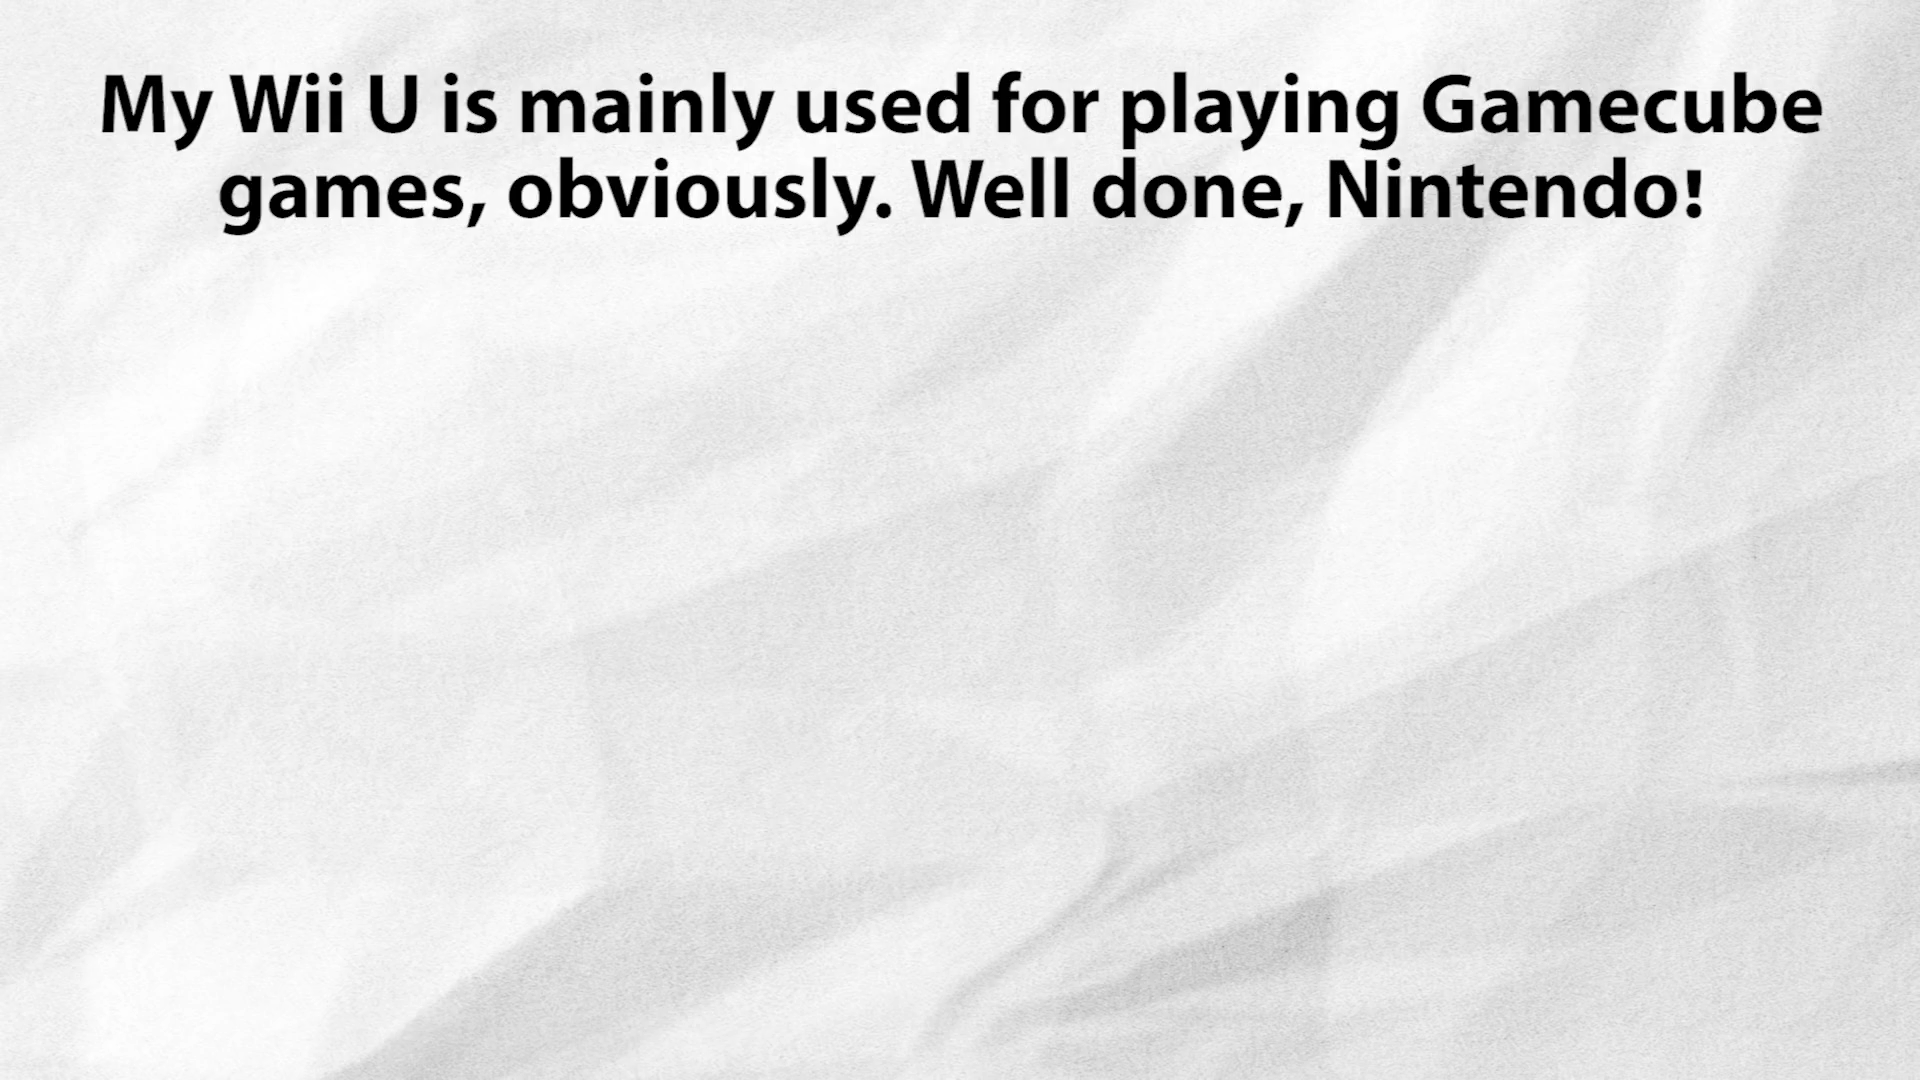 My Wii U is mainly used for playing Gamecube
games, obviously. Well done, Nintendo!